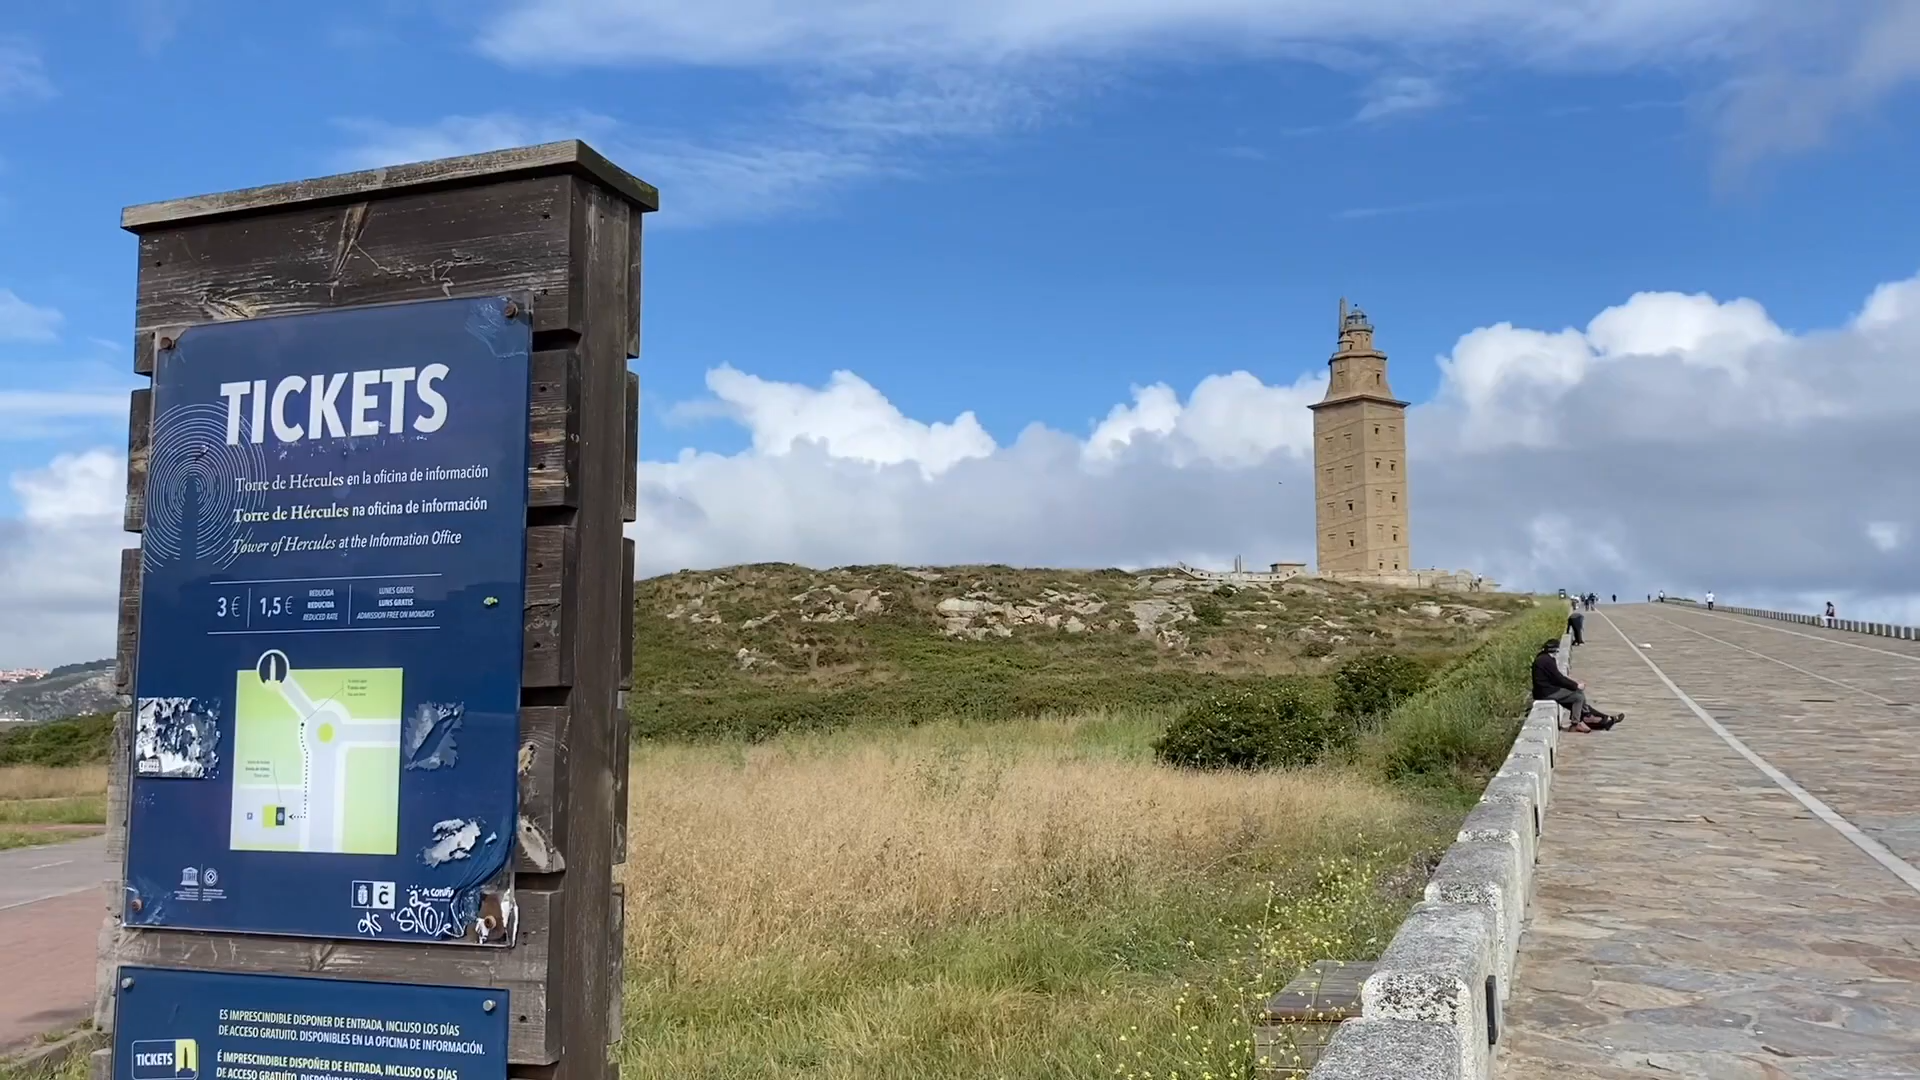 TICKETS
Torre de Hércules en la oficina de información
Torre de Hércules na oficina de información
Tower of Hercules at the Information Office
3 €
1,5 €
REDUCIDA
REDUCIDA
REDUCED RATE
LUNES GRATIS
LUNS GRATIS
ADMISSION FREE ON MONDAYS
"SNOW"
ES IMPRESCINDIBLE DISPONER DE ENTRADA, INCLUSO LOS DÍAS
DE ACCESO GRATUITO. DISPONIBLES EN LA OFICINA DE INFORMACIÓN.
TICKETS
É IMPRESCINDIBLE DISPOÑER DE ENTRADA, INCLUSO OS DÍAS
DE ACCESO GRATUÍTO.